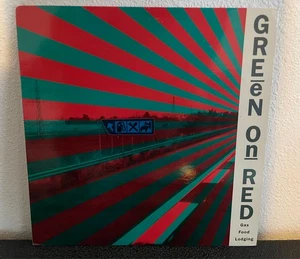 GREeN On RED
Gas
Food
Lodging